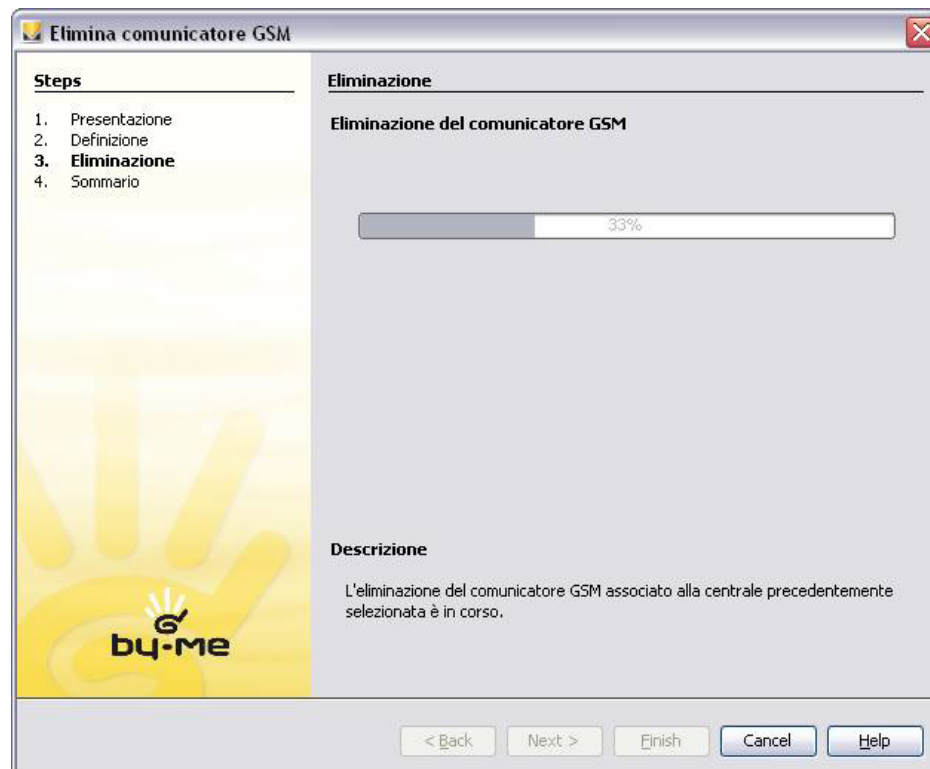 Elimina comunicatore GSM
Steps
1. Presentazione
2. Definizione
3. Eliminazione
4. Sommario
by-me
Eliminazione
Eliminazione del comunicatore GSM
33%
Descrizione
L'eliminazione del comunicatore GSM associato alla centrale precedentemente
selezionata è in corso.
< Back
Next >
Finish
Cancel
Help